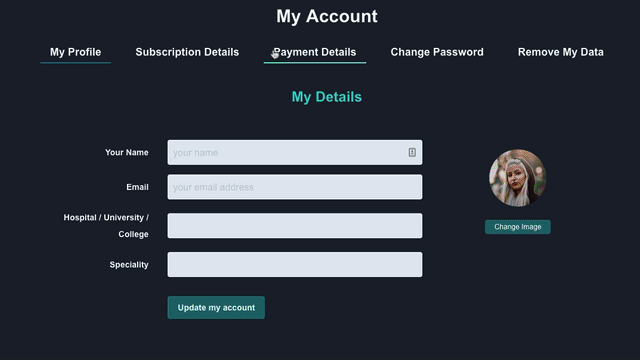 My Account
My Profile Subscription Details Payment Details Change Password Remove My Data
My Details
Your Name your name
Email your email address
Hospital / University /
College
Speciality
Change Image
Update my account